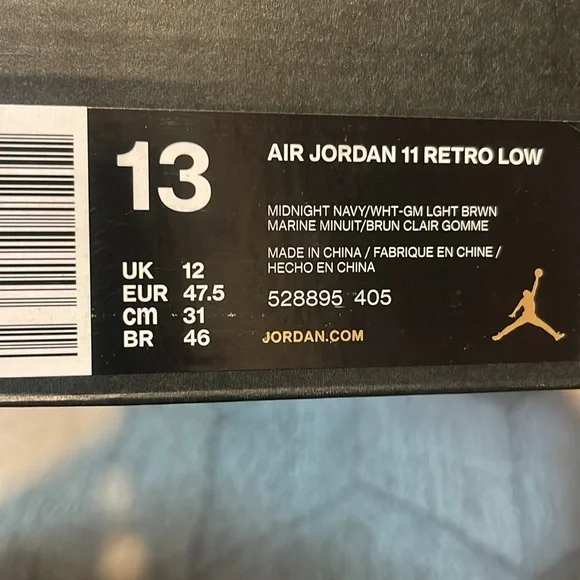 13
AIR JORDAN 11 RETRO LOW
MIDNIGHT NAVY/WHT-GM LGHT BRWN
MARINE MINUIT/BRUN CLAIR GOMME
MADE IN CHINA / FABRIQUE EN CHINE /
HECHO EN CHINA
UK 12
EUR 47.5
cm 31
BR 46
528895 405
JORDAN.COM